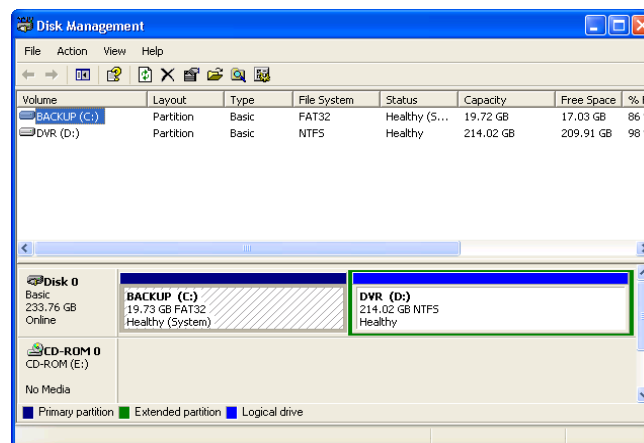 Disk Management
File Action View Help
Volume Layout Type File System Status Capacity Free Space %
BACKUP (C:) Partition Basic FAT32 Healthy (S... 19.72 GB 17.03 GB 86
DVR (D:) Partition Basic NTFS Healthy 214.02 GB 209.91 GB 98
Disk 0
Basic
233.76 GB
Online
BACKUP (C:)
19.73 GB FAT32
Healthy (System)
DVR (D:)
214.02 GB NTFS
Healthy
CD-ROM 0
CD-ROM (E:)
No Media
Primary partition Extended partition Logical drive